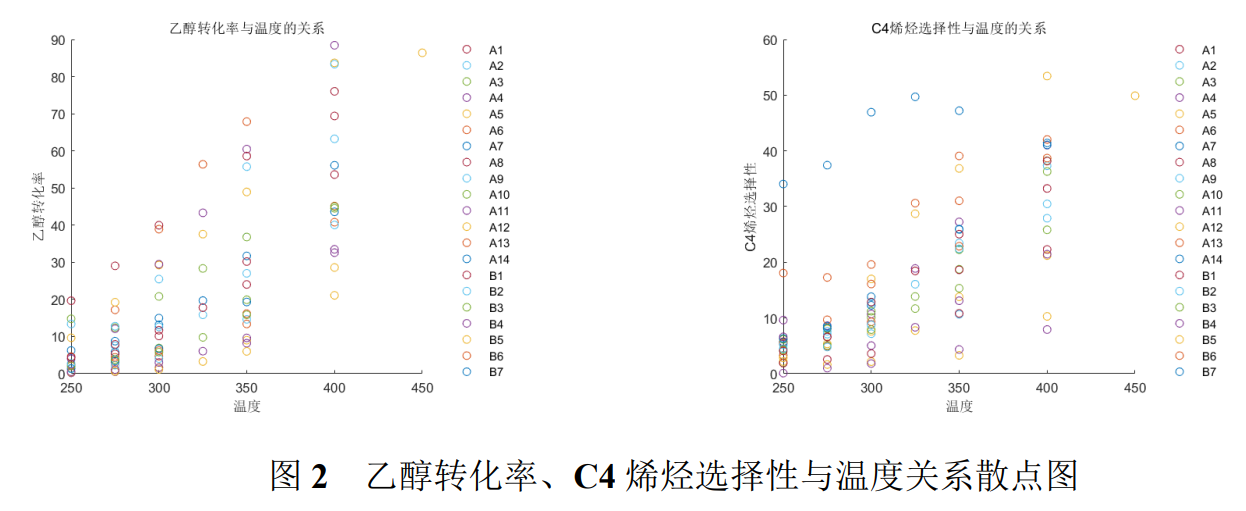 乙醇转化率与温度的关系
90
80
70
60
50
40
30
20
10
0
250
300
350
400
450
乙醇转化率
温度
A1
A2
A3
A4
A5
A6
A7
A8
A9
A10
A11
A12
A13
A14
B1
B2
B3
B4
B5
B6
B7
C4烯烃选择性与温度的关系
60
50
40
30
20
10
0
250
300
350
400
450
C4烯烃选择性
温度
A1
A2
A3
A4
A5
A6
A7
A8
A9
A10
A11
A12
A13
A14
B1
B2
B3
B4
B5
B6
B7
图 2 乙醇转化率、C4 烯烃选择性与温度关系散点图